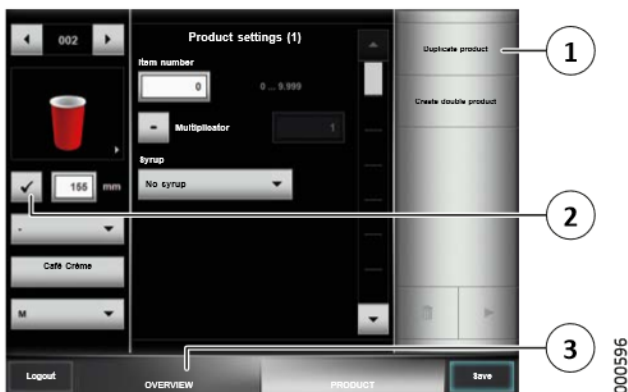 002
Product settings (1)
Item number
0
0 ... 9.999
- Multiplicator 1
Syrup
No syrup
155 mm
-
Café Crème
M
Duplicate product
Create double product
Logout
OVERVIEW
PRODUCT
Save
1
2
3
000596